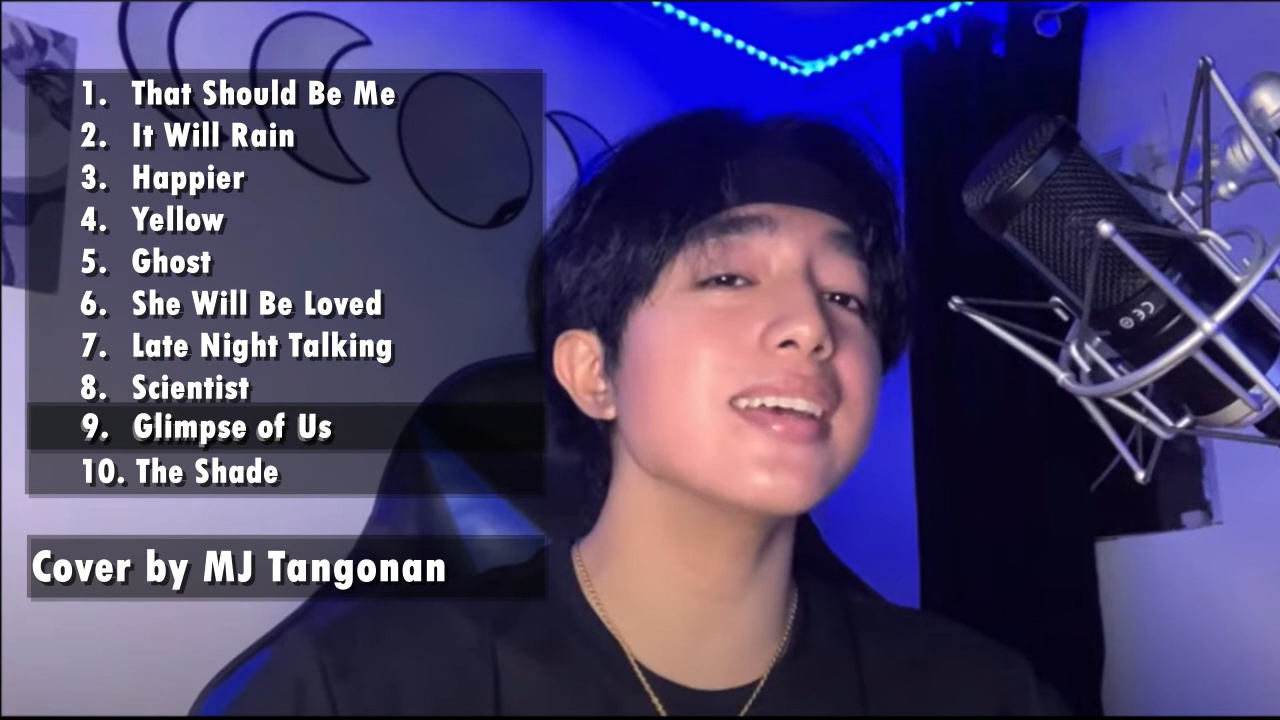 1. That Should Be Me
2. It Will Rain
3. Happier
4. Yellow
5. Ghost
6. She Will Be Loved
7. Late Night Talking
8. Scientist
9. Glimpse of Us
10. The Shade
Cover by MJ Tangonan
CE